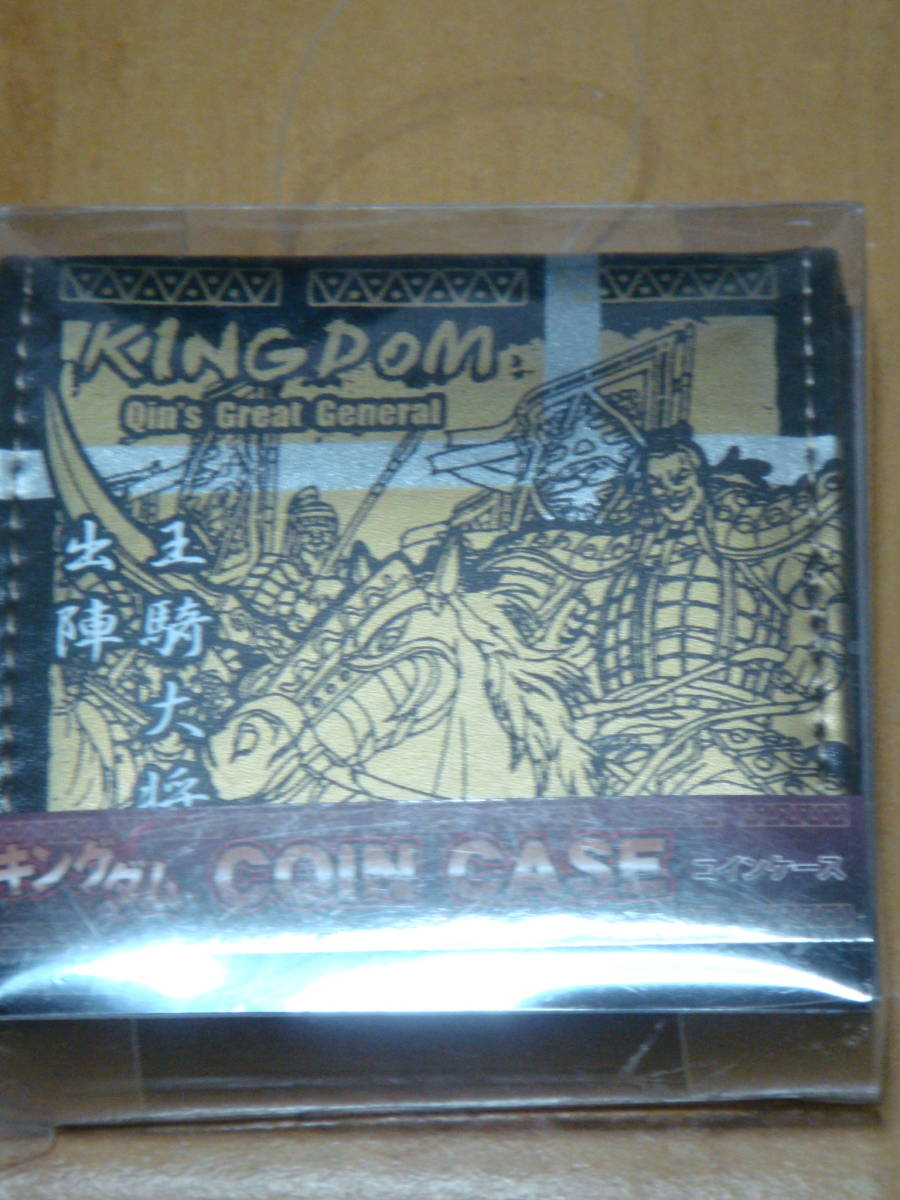 KINGDOM
Qin's Great General
王騎大将
出陣
キングダム COIN CASE コインケース